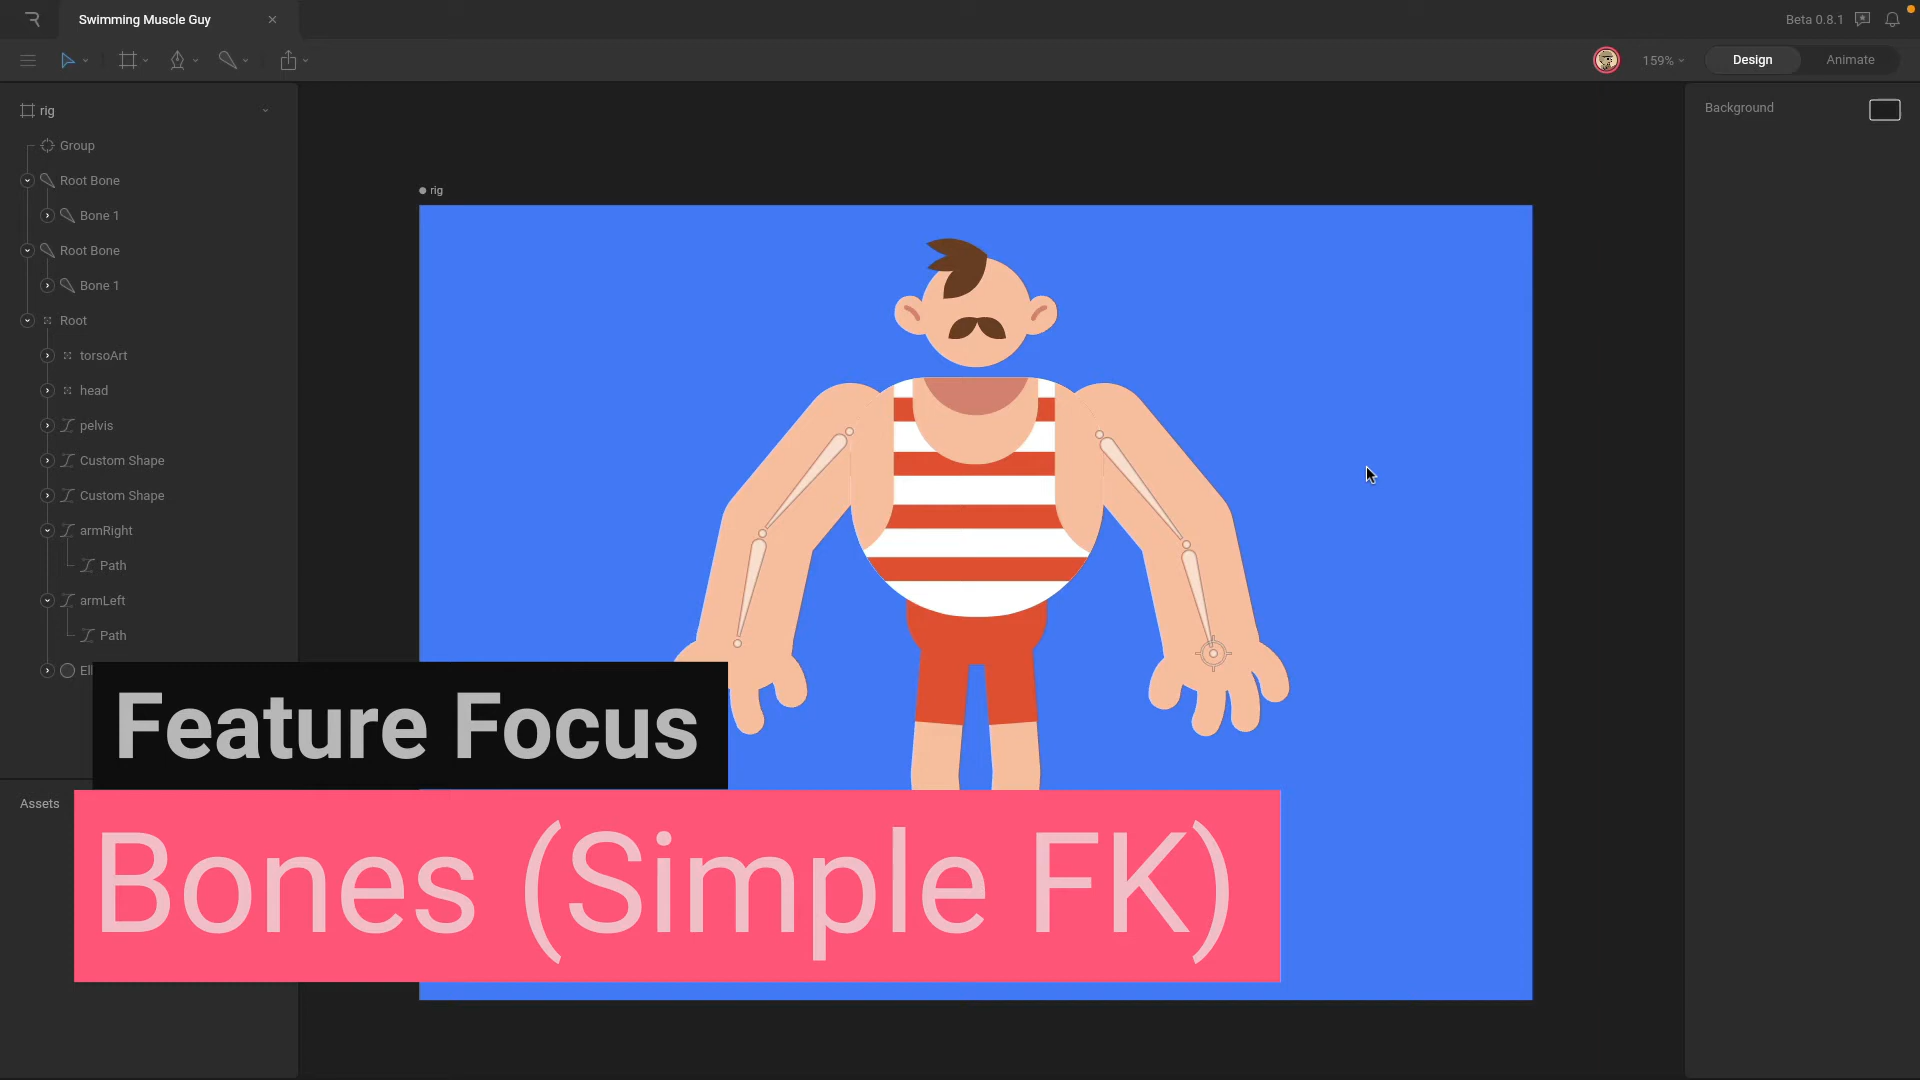 Swimming Muscle Guy
Beta 0.8.1
159%
Design
Animate
rig
Background
Group
Root Bone
rig
Bone 1
Root Bone
Bone 1
Root
torsoArt
head
pelvis
Custom Shape
Custom Shape
armRight
Path
armLeft
Path
Feature Focus
Assets
Bones (Simple FK)